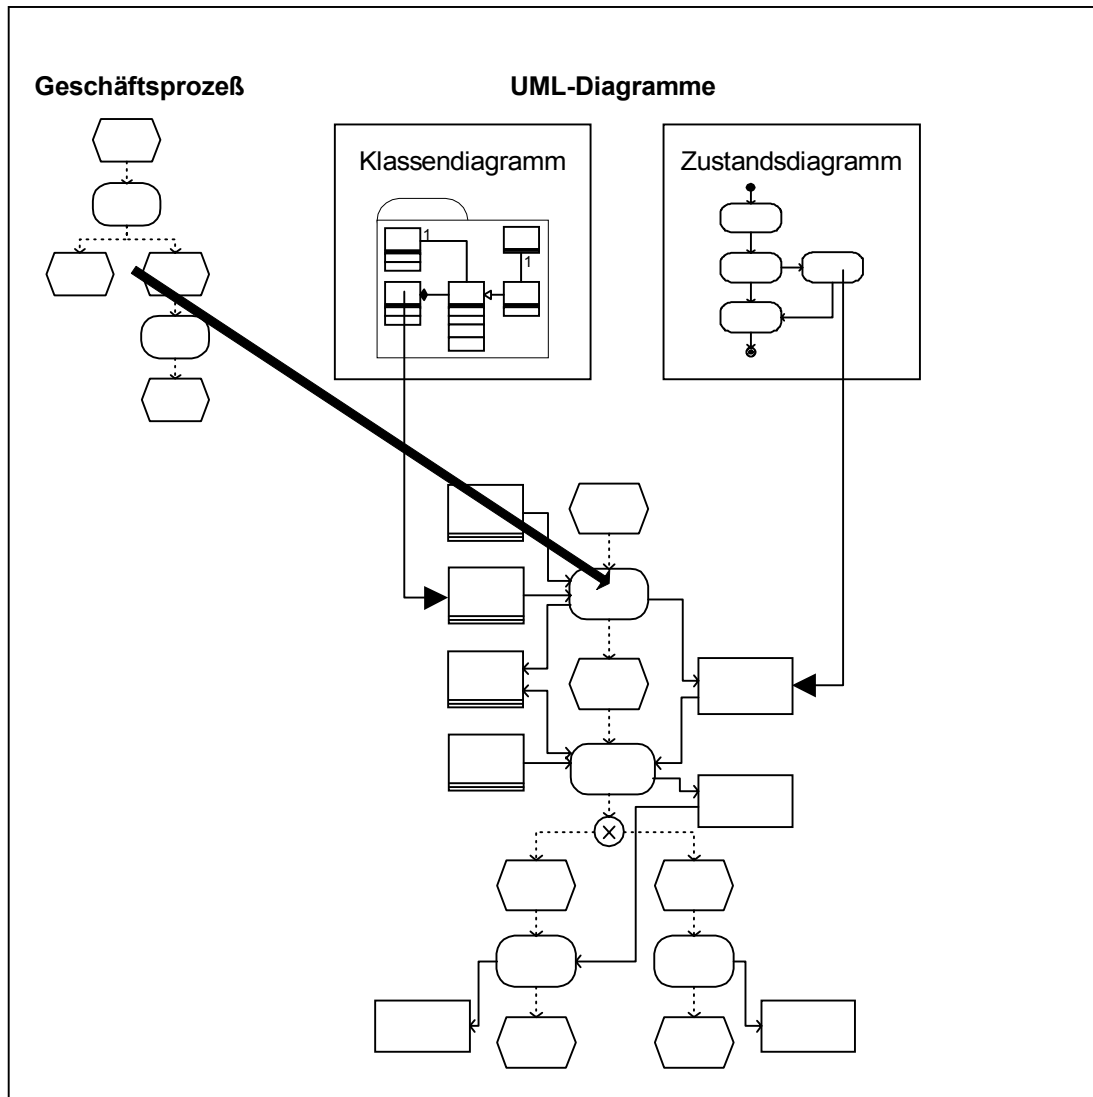 Geschäftsprozeß
UML-Diagramme
Klassendiagramm
Zustandsdiagramm
1
1